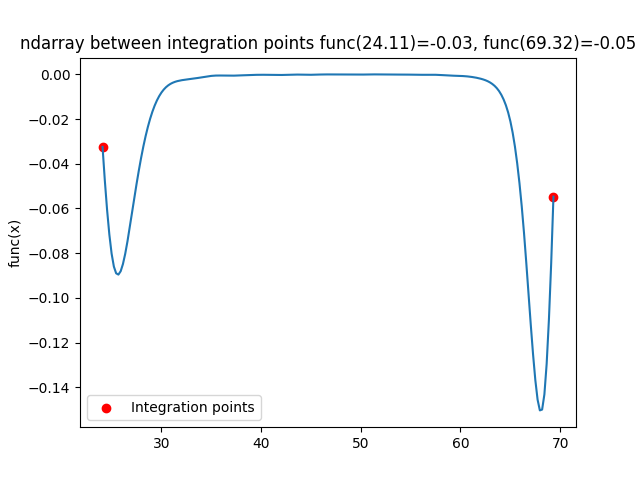 ndarray between integration points func(24.11)=-0.03, func(69.32)=-0.05
0.00
−0.02
−0.04
−0.06
−0.08
−0.10
−0.12
−0.14
func(x)
Integration points
30 40 50 60 70